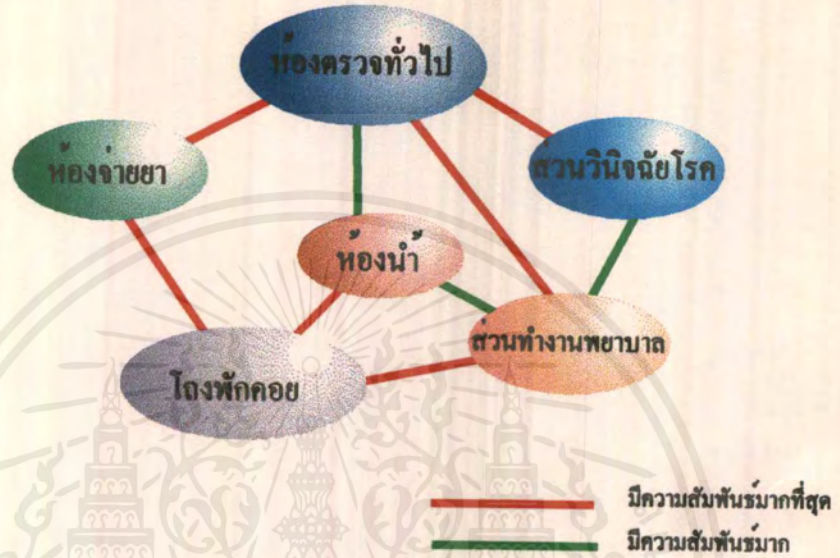 ห้องตรวจทั่วไป
ห้องจ่ายยา
ส่วนวินิจฉัยโรค
ห้องน้ำ
ส่วนทำงานพยาบาล
โถงพักคอย
มีความสัมพันธ์มากที่สุด
มีความสัมพันธ์มาก